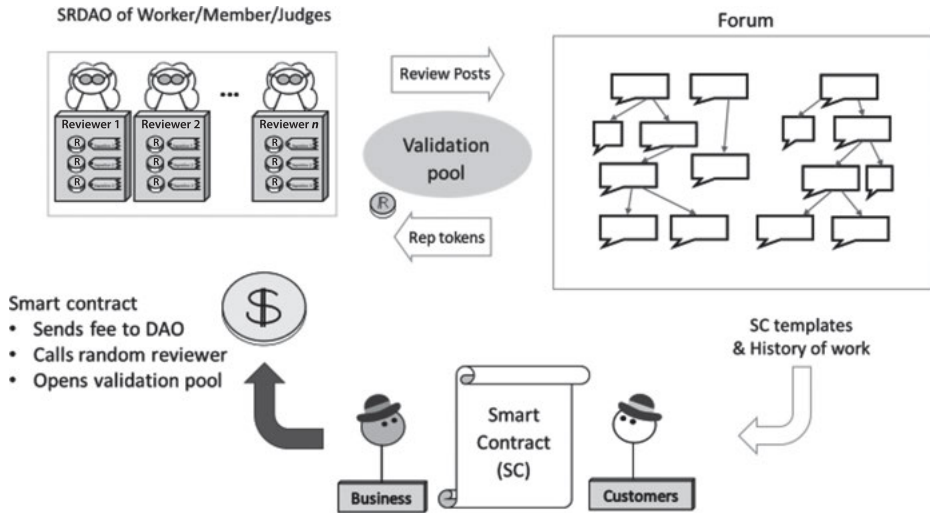 SRDAO of Worker/Member/Judges
Forum
Reviewer 1
Reviewer 2
...
Reviewer n
R
R
R
R
R
R
R
R
R
Review Posts
Validation
pool
R
Rep tokens
Smart contract
• Sends fee to DAO
• Calls random reviewer
• Opens validation pool
$
SC templates
& History of work
Smart
Contract
(SC)
Business
Customers